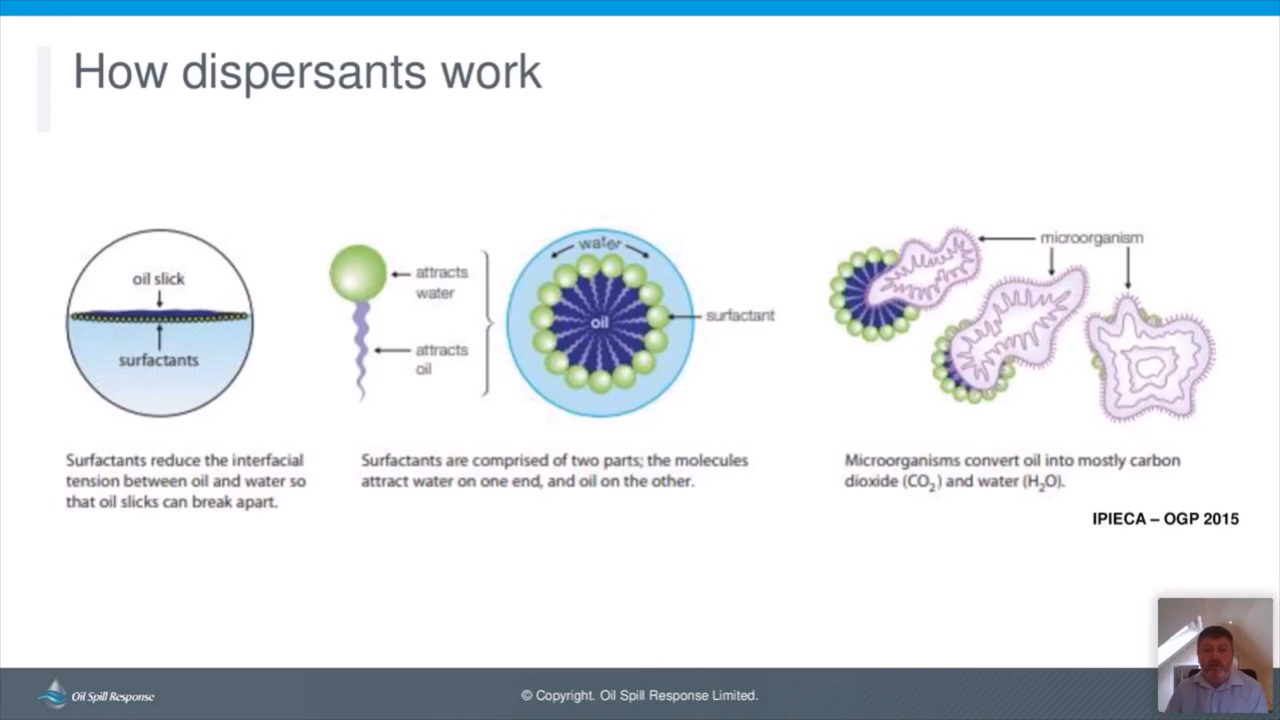 How dispersants work
oil slick
surfactants
attracts
water
attracts
oil
water
oil
surfactant
microorganism
Surfactants reduce the interfacial
tension between oil and water so
that oil slicks can break apart.
Surfactants are comprised of two parts; the molecules
attract water on one end, and oil on the other.
Microorganisms convert oil into mostly carbon
dioxide (CO₂) and water (H₂O).
IPIECA – OGP 2015
Oil Spill Response
© Copyright. Oil Spill Response Limited.